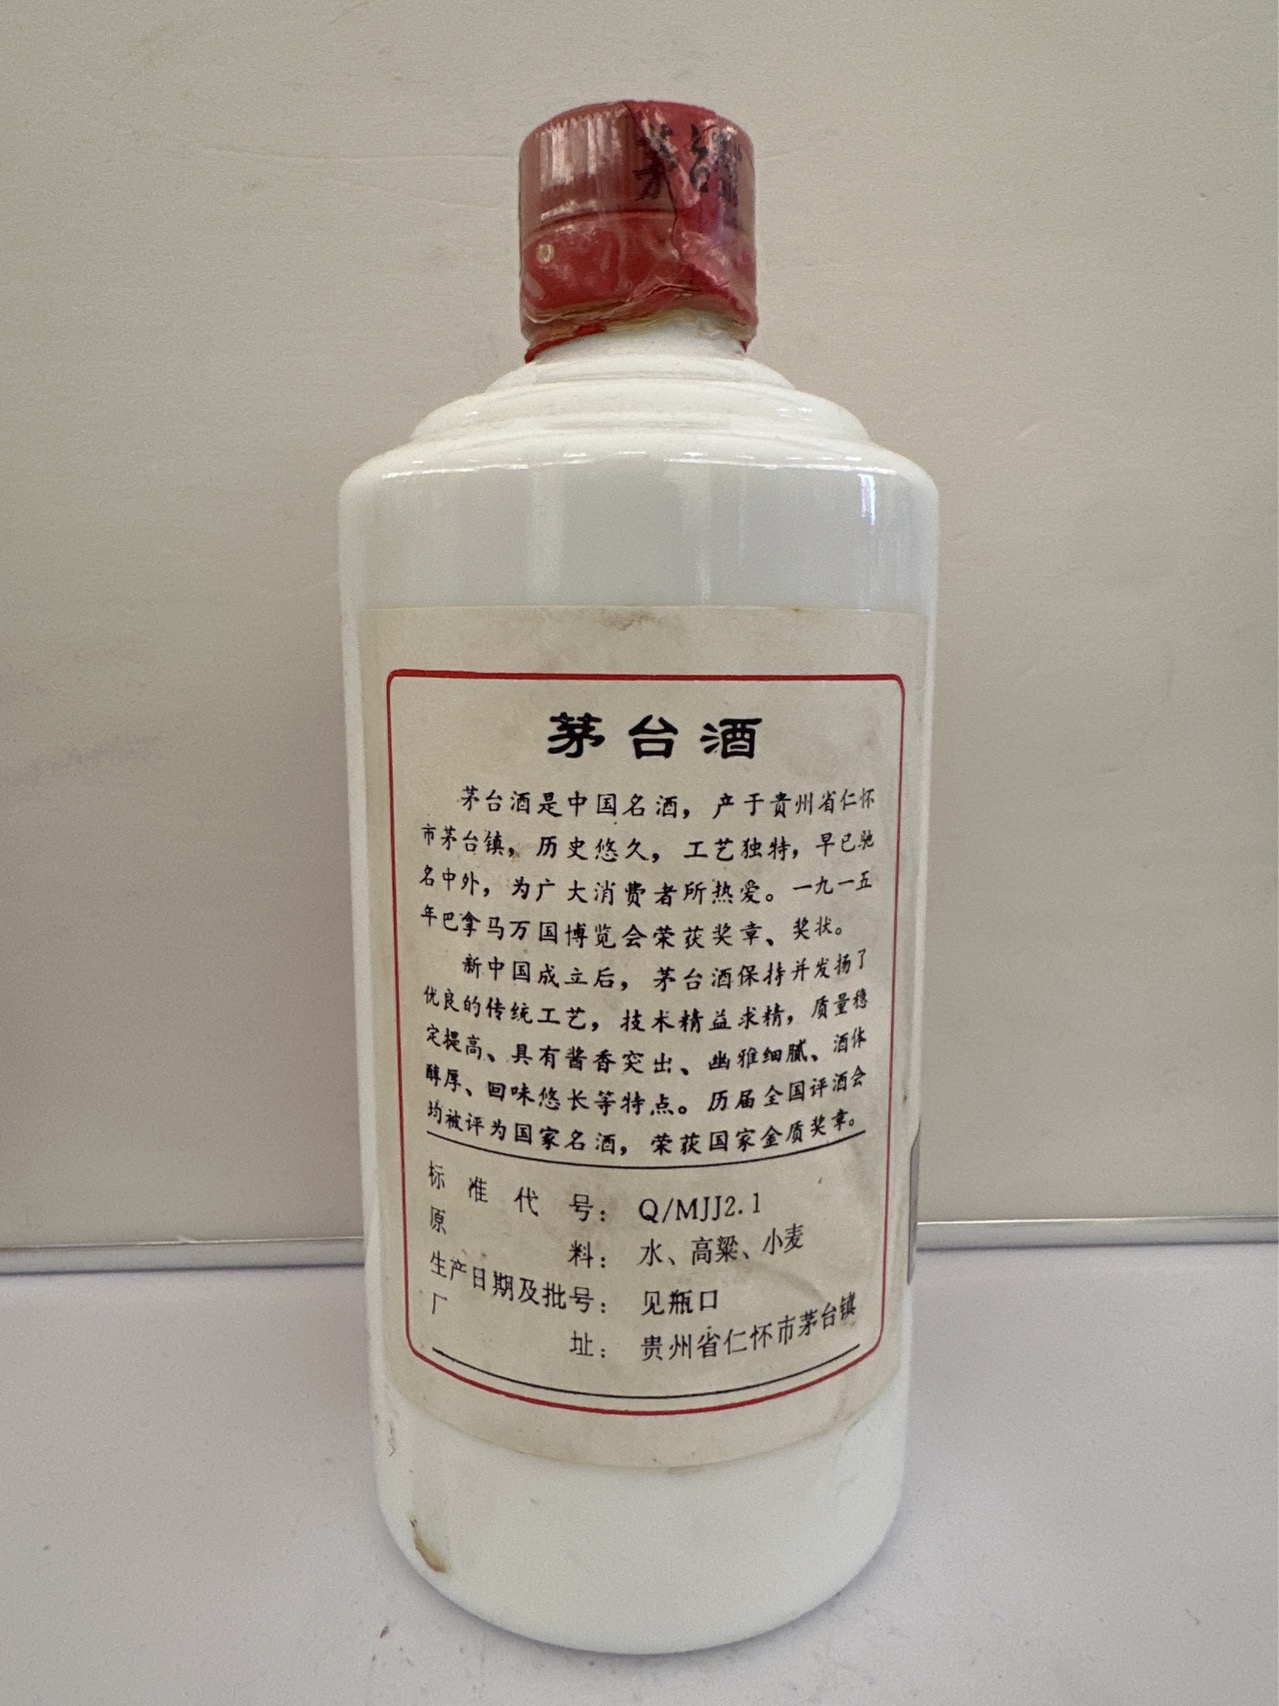 茅台
茅台酒
茅台酒是中国名酒，产于贵州省仁怀
市茅台镇，历史悠久，工艺独特，早已驰
名中外，为广大消费者所热爱。一九一五
年巴拿马万国博览会荣获奖章、奖状。
新中国成立后，茅台酒保持并发扬了
优良的传统工艺，技术精益求精，质量稳
定提高、具有酱香突出、幽雅细腻、酒体
醇厚、回味悠长等特点。历届全国评酒会
均被评为国家名酒，荣获国家金质奖章。
标准代号：Q/MJJ2.1
原料：水、高粱、小麦
生产日期及批号：见瓶口
厂址：贵州省仁怀市茅台镇